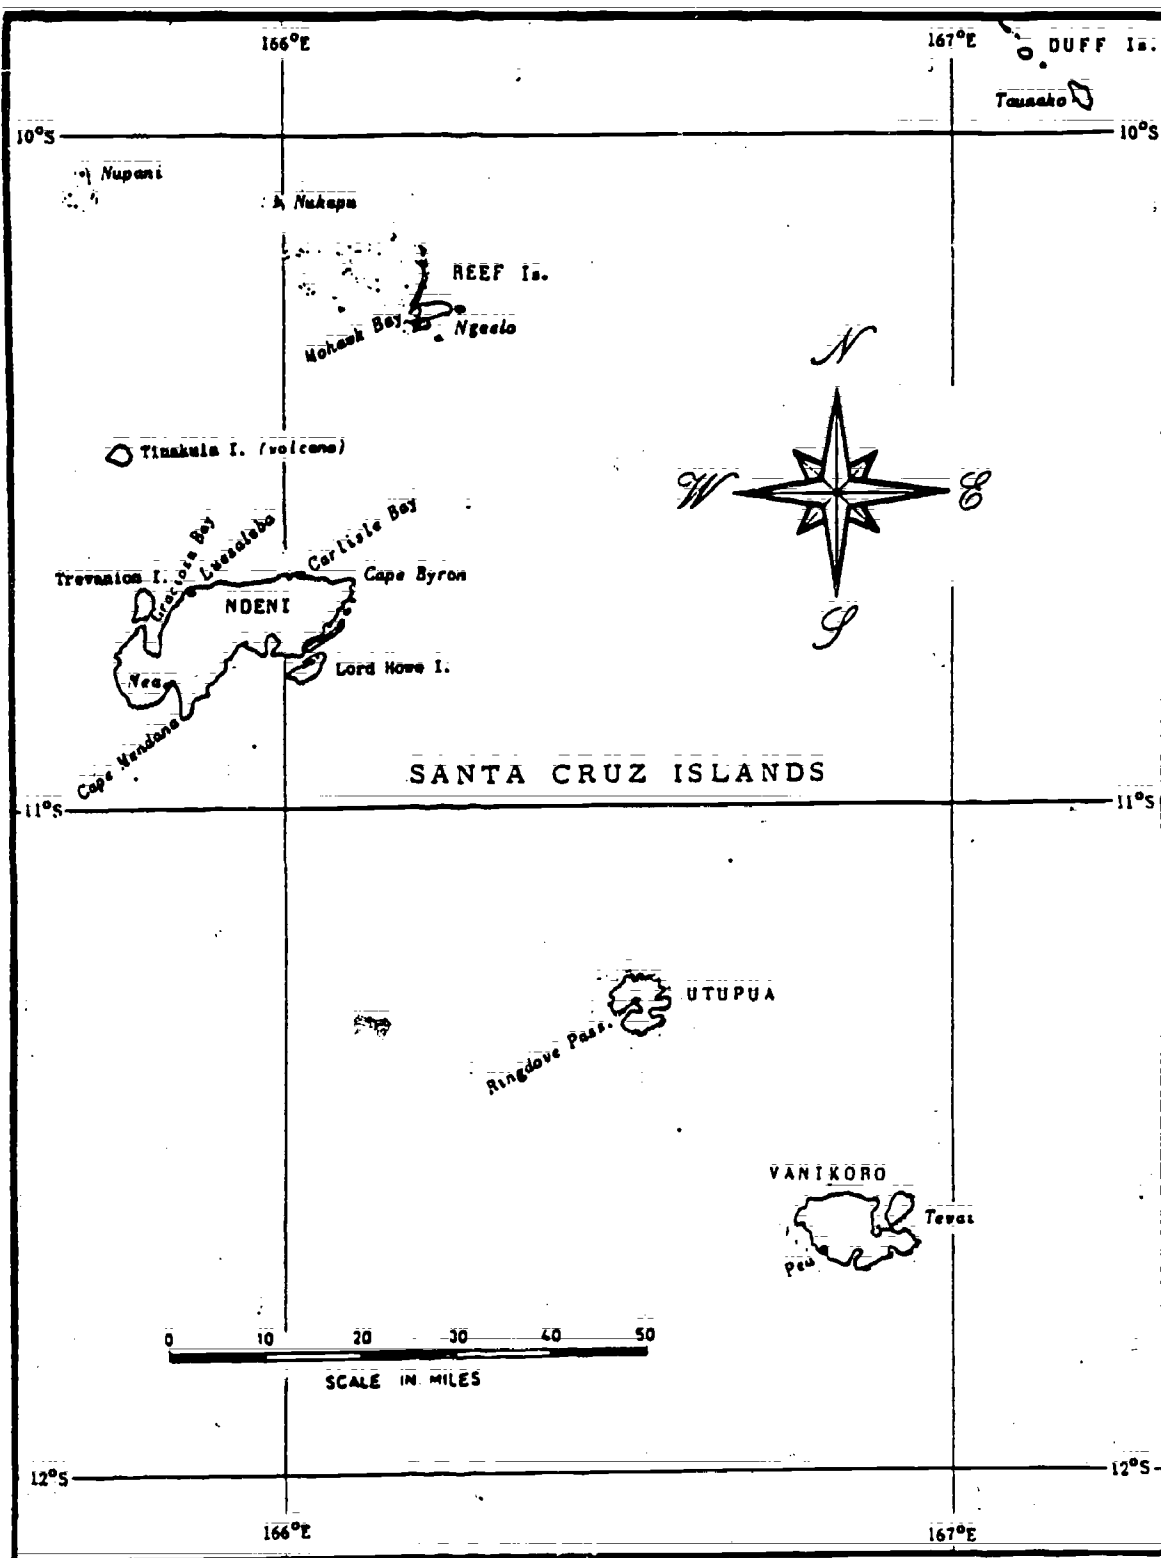 166°E
167°E
DUFF Is.
Taumako
10°S
10°S
Nupani
Nukapu
REEF Is.
Mohawk Bay
Ngaelo
N
Tinakula I. (volcano)
W
E
Graciosa Bay
Luesaleba
Carlisle Bay
Trevanion I.
Cape Byron
NDENI
S
Lord Howe I.
Nea
Cape Mendana
SANTA CRUZ ISLANDS
11°S
11°S
UTUPUA
Ringdove Pass.
VANIKORO
Tevai
Peu
0 10 20 30 40 50
SCALE IN MILES
12°S
12°S
166°E
167°E